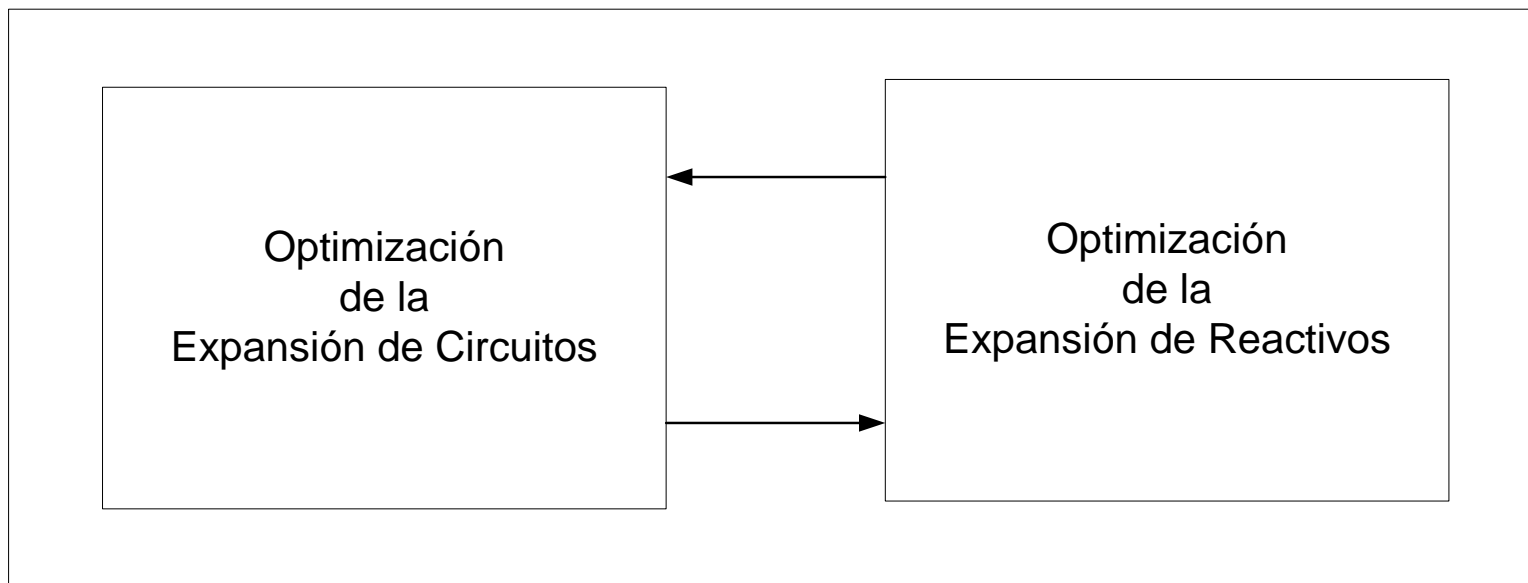 Optimización
de la
Expansión de Circuitos
Optimización
de la
Expansión de Reactivos